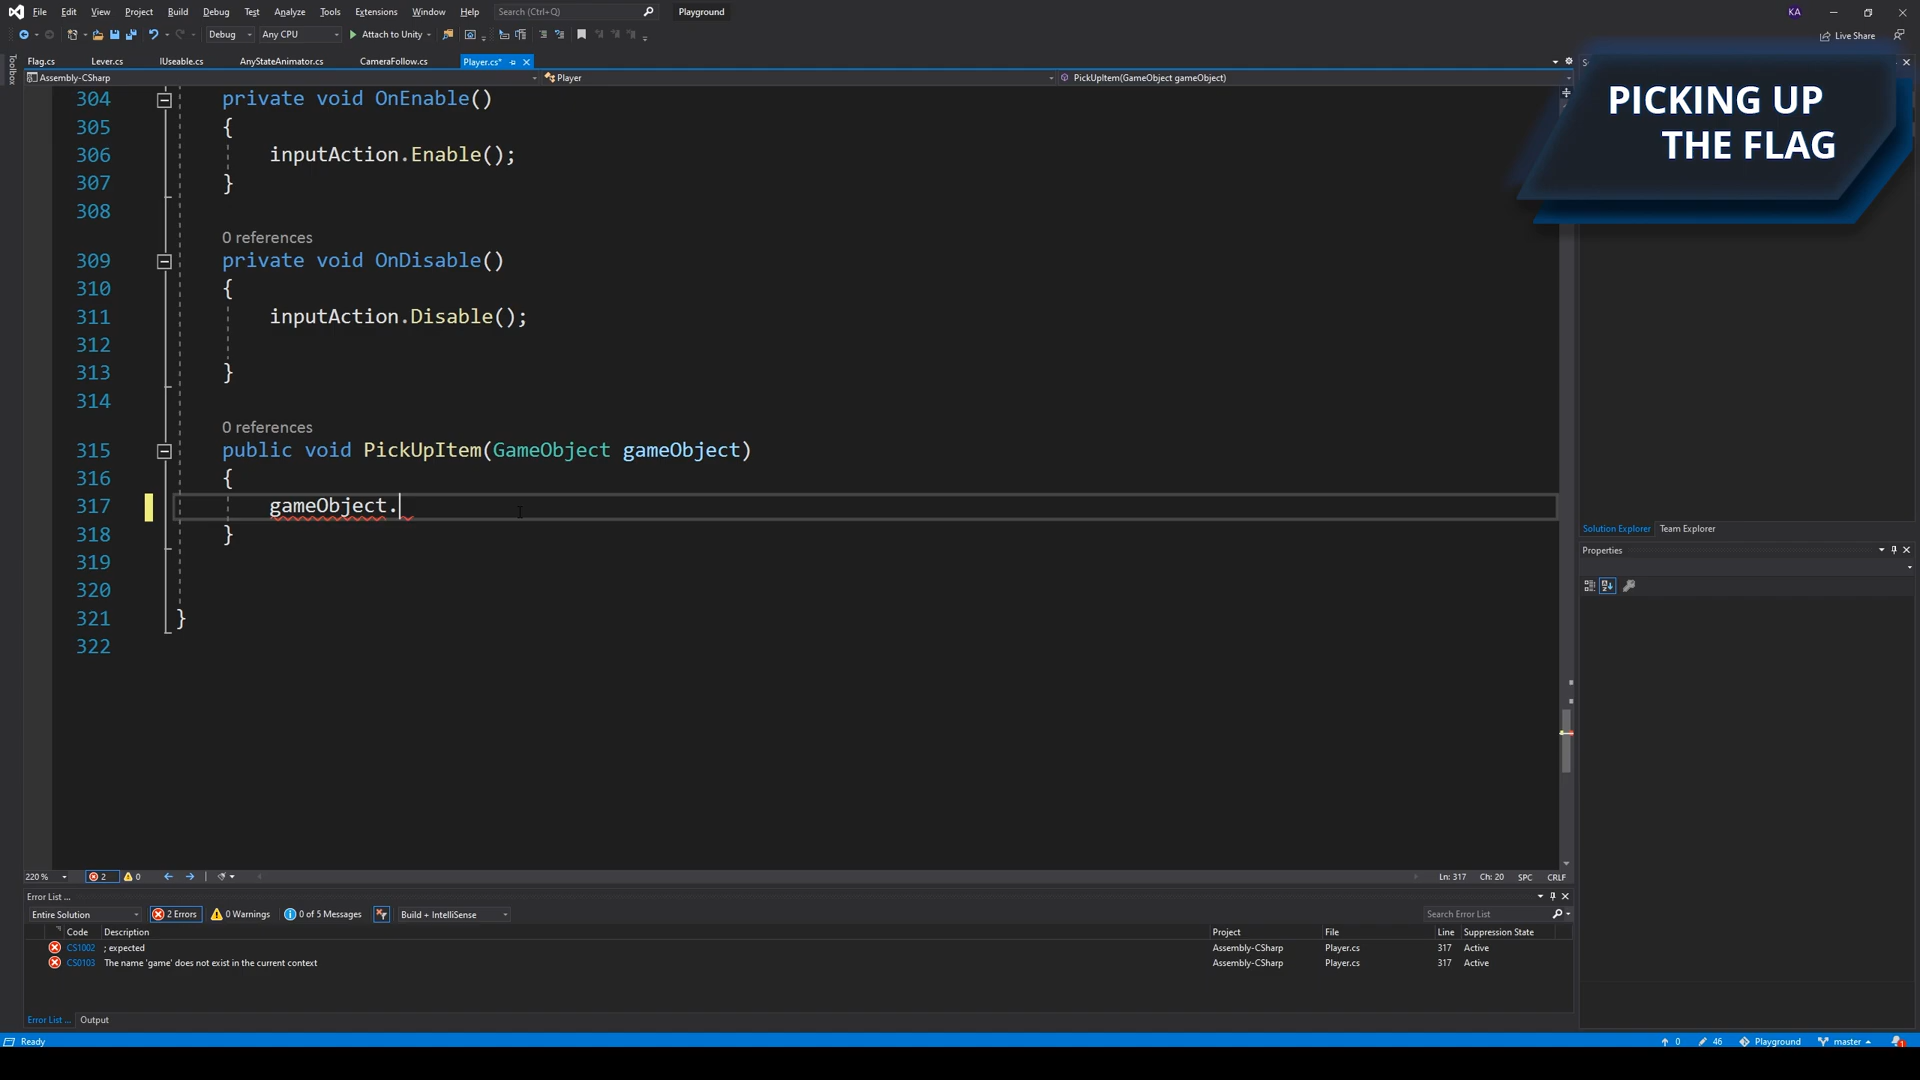 File Edit View Project Build Debug Test Analyze Tools Extensions Window Help Search (Ctrl+Q) Playground KA
Debug Any CPU Attach to Unity Live Share
Flag.cs Lever.cs IUseable.cs AnyStateAnimator.cs CameraFollow.cs Player.cs*
Toolbox
Assembly-CSharp Player PickUpItem(GameObject gameObject)
PICKING UP
THE FLAG
304 private void OnEnable()
305 {
306 inputAction.Enable();
307 }
308
0 references
309 private void OnDisable()
310 {
311 inputAction.Disable();
312
313 }
314
0 references
315 public void PickUpItem(GameObject gameObject)
316 {
317 gameObject.
318 }
319
320
321 }
322
Solution Explorer Team Explorer
Properties
220 % 2 0 Ln: 317 Ch: 20 SPC CRLF
Error List ...
Entire Solution 2 Errors 0 Warnings 0 of 5 Messages Build + IntelliSense Search Error List
Code Description Project File Line Suppression State
CS1002 ; expected Assembly-CSharp Player.cs 317 Active
CS0103 The name 'game' does not exist in the current context Assembly-CSharp Player.cs 317 Active
Error List ... Output
Ready 0 46 Playground master